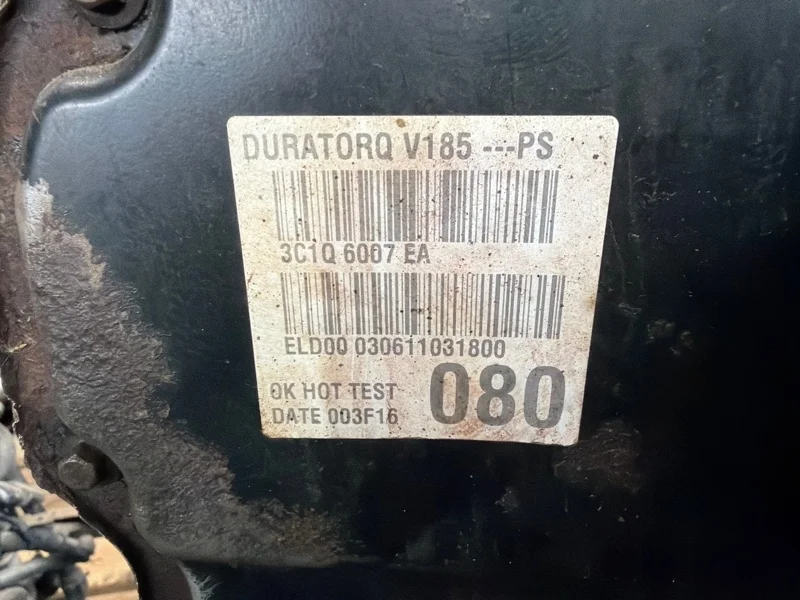 DURATORQ V185 ---PS
3C1Q 6007 EA
ELD00 030611031800
OK HOT TEST
DATE 003F16
080